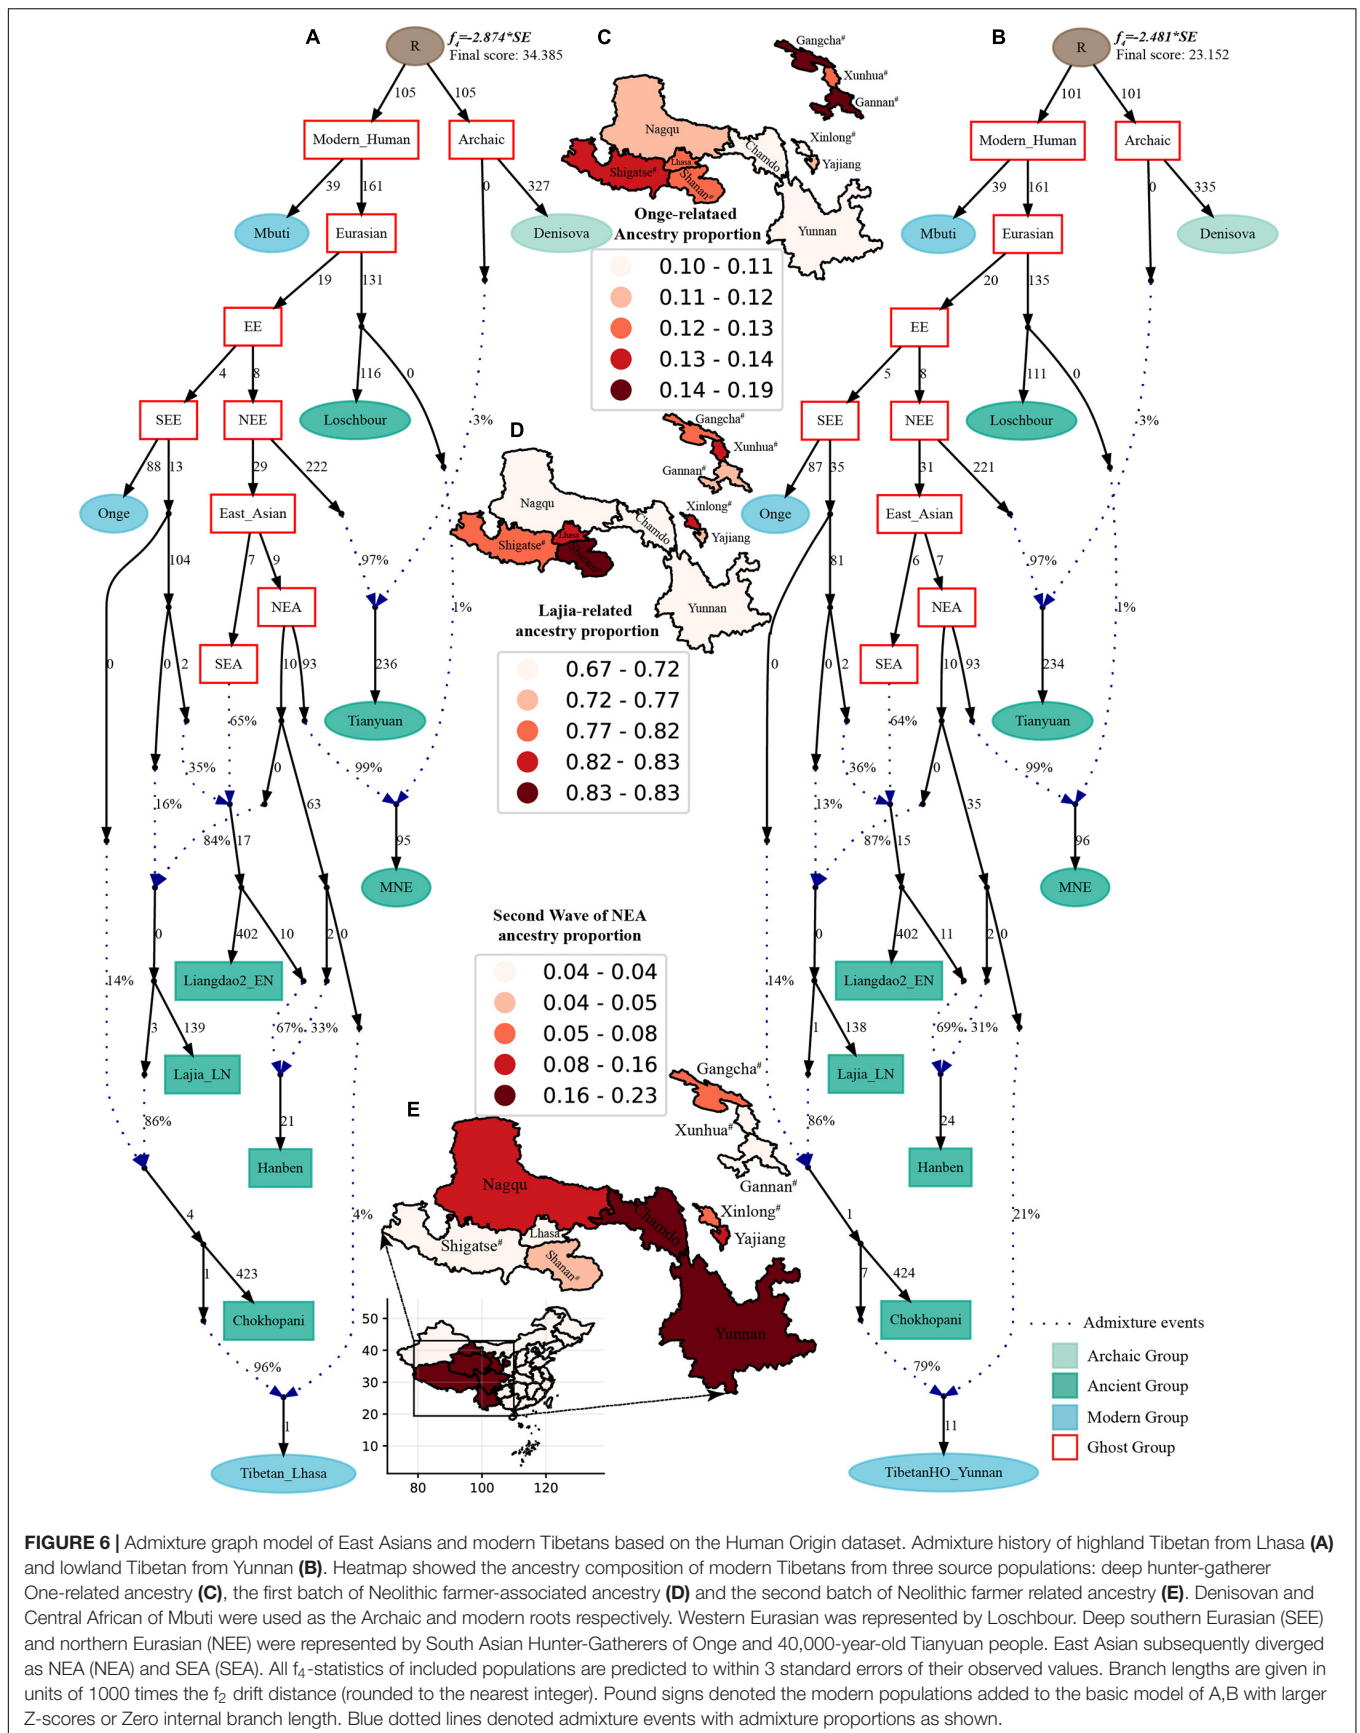 A
R
f₄=-2.874*SE
Final score: 34.385
105
105
Modern_Human
Archaic
39
161
0
327
Mbuti
Eurasian
Denisova
19
131
EE
4
8
116
0
SEE
NEE
Loschbour
3%
88
13
29
222
Onge
East_Asian
104
7
9
97%
NEA
1%
0
0
2
SEA
10
93
236
65%
Tianyuan
35%
0
99%
16%
63
84%
17
95
MNE
0
402
10
2
0
14%
Liangdao2_EN
3
139
67%
33%
Lajia_LN
86%
21
Hanben
4
4%
1
423
Chokhopani
96%
1
Tibetan_Lhasa
C
Gangcha#
Xunhua#
Gannan#
Nagqu
Chamdo
Xinlong#
Yajiang
Lhasa
Shigatse#
Shanan#
Yunnan
Onge-relataed
Ancestry proportion
0.10 - 0.11
0.11 - 0.12
0.12 - 0.13
0.13 - 0.14
0.14 - 0.19
D
Gangcha#
Xunhua#
Gannan#
Nagqu
Xinlong#
Chamdo
Yajiang
Lhasa
Shigatse#
Shanan#
Yunnan
Lajia-related
ancestry proportion
0.67 - 0.72
0.72 - 0.77
0.77 - 0.82
0.82 - 0.83
0.83 - 0.83
Second Wave of NEA
ancestry proportion
0.04 - 0.04
0.04 - 0.05
0.05 - 0.08
0.08 - 0.16
0.16 - 0.23
E
Gangcha#
Xunhua#
Gannan#
Nagqu
Xinlong#
Chamdo
Yajiang
Lhasa
Shigatse#
Shanan#
Yunnan
50
40
30
20
10
80
100
120
B
R
f₄=-2.481*SE
Final score: 23.152
101
101
Modern_Human
Archaic
39
161
0
335
Mbuti
Eurasian
Denisova
20
135
EE
5
8
111
0
SEE
NEE
Loschbour
3%
87
35
31
221
Onge
East_Asian
81
6
7
97%
NEA
1%
0
0
2
SEA
10
93
234
64%
Tianyuan
36%
0
99%
13%
35
87%
15
96
MNE
0
402
11
2
0
14%
Liangdao2_EN
1
138
69%
31%
Lajia_LN
86%
24
Hanben
1
21%
7
424
Chokhopani
79%
11
TibetanHO_Yunnan
Admixture events
Archaic Group
Ancient Group
Modern Group
Ghost Group
FIGURE 6 | Admixture graph model of East Asians and modern Tibetans based on the Human Origin dataset. Admixture history of highland Tibetan from Lhasa (A)
and lowland Tibetan from Yunnan (B). Heatmap showed the ancestry composition of modern Tibetans from three source populations: deep hunter-gatherer
One-related ancestry (C), the first batch of Neolithic farmer-associated ancestry (D) and the second batch of Neolithic farmer related ancestry (E). Denisovan and
Central African of Mbuti were used as the Archaic and modern roots respectively. Western Eurasian was represented by Loschbour. Deep southern Eurasian (SEE)
and northern Eurasian (NEE) were represented by South Asian Hunter-Gatherers of Onge and 40,000-year-old Tianyuan people. East Asian subsequently diverged
as NEA (NEA) and SEA (SEA). All f₄-statistics of included populations are predicted to within 3 standard errors of their observed values. Branch lengths are given in
units of 1000 times the f₂ drift distance (rounded to the nearest integer). Pound signs denoted the modern populations added to the basic model of A,B with larger
Z-scores or Zero internal branch length. Blue dotted lines denoted admixture events with admixture proportions as shown.